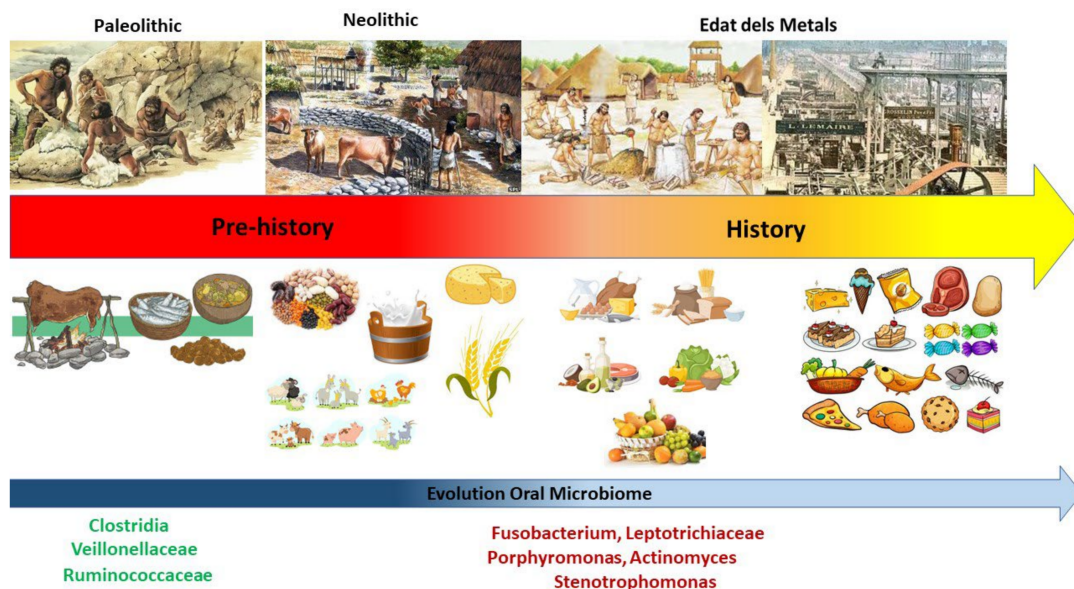 Paleolithic
Neolithic
Edat dels Metals
L. LEMAIRE
Pre-history
History
Evolution Oral Microbiome
Clostridia
Veillonellaceae
Ruminococcaceae
Fusobacterium, Leptotrichiaceae
Porphyromonas, Actinomyces
Stenotrophomonas